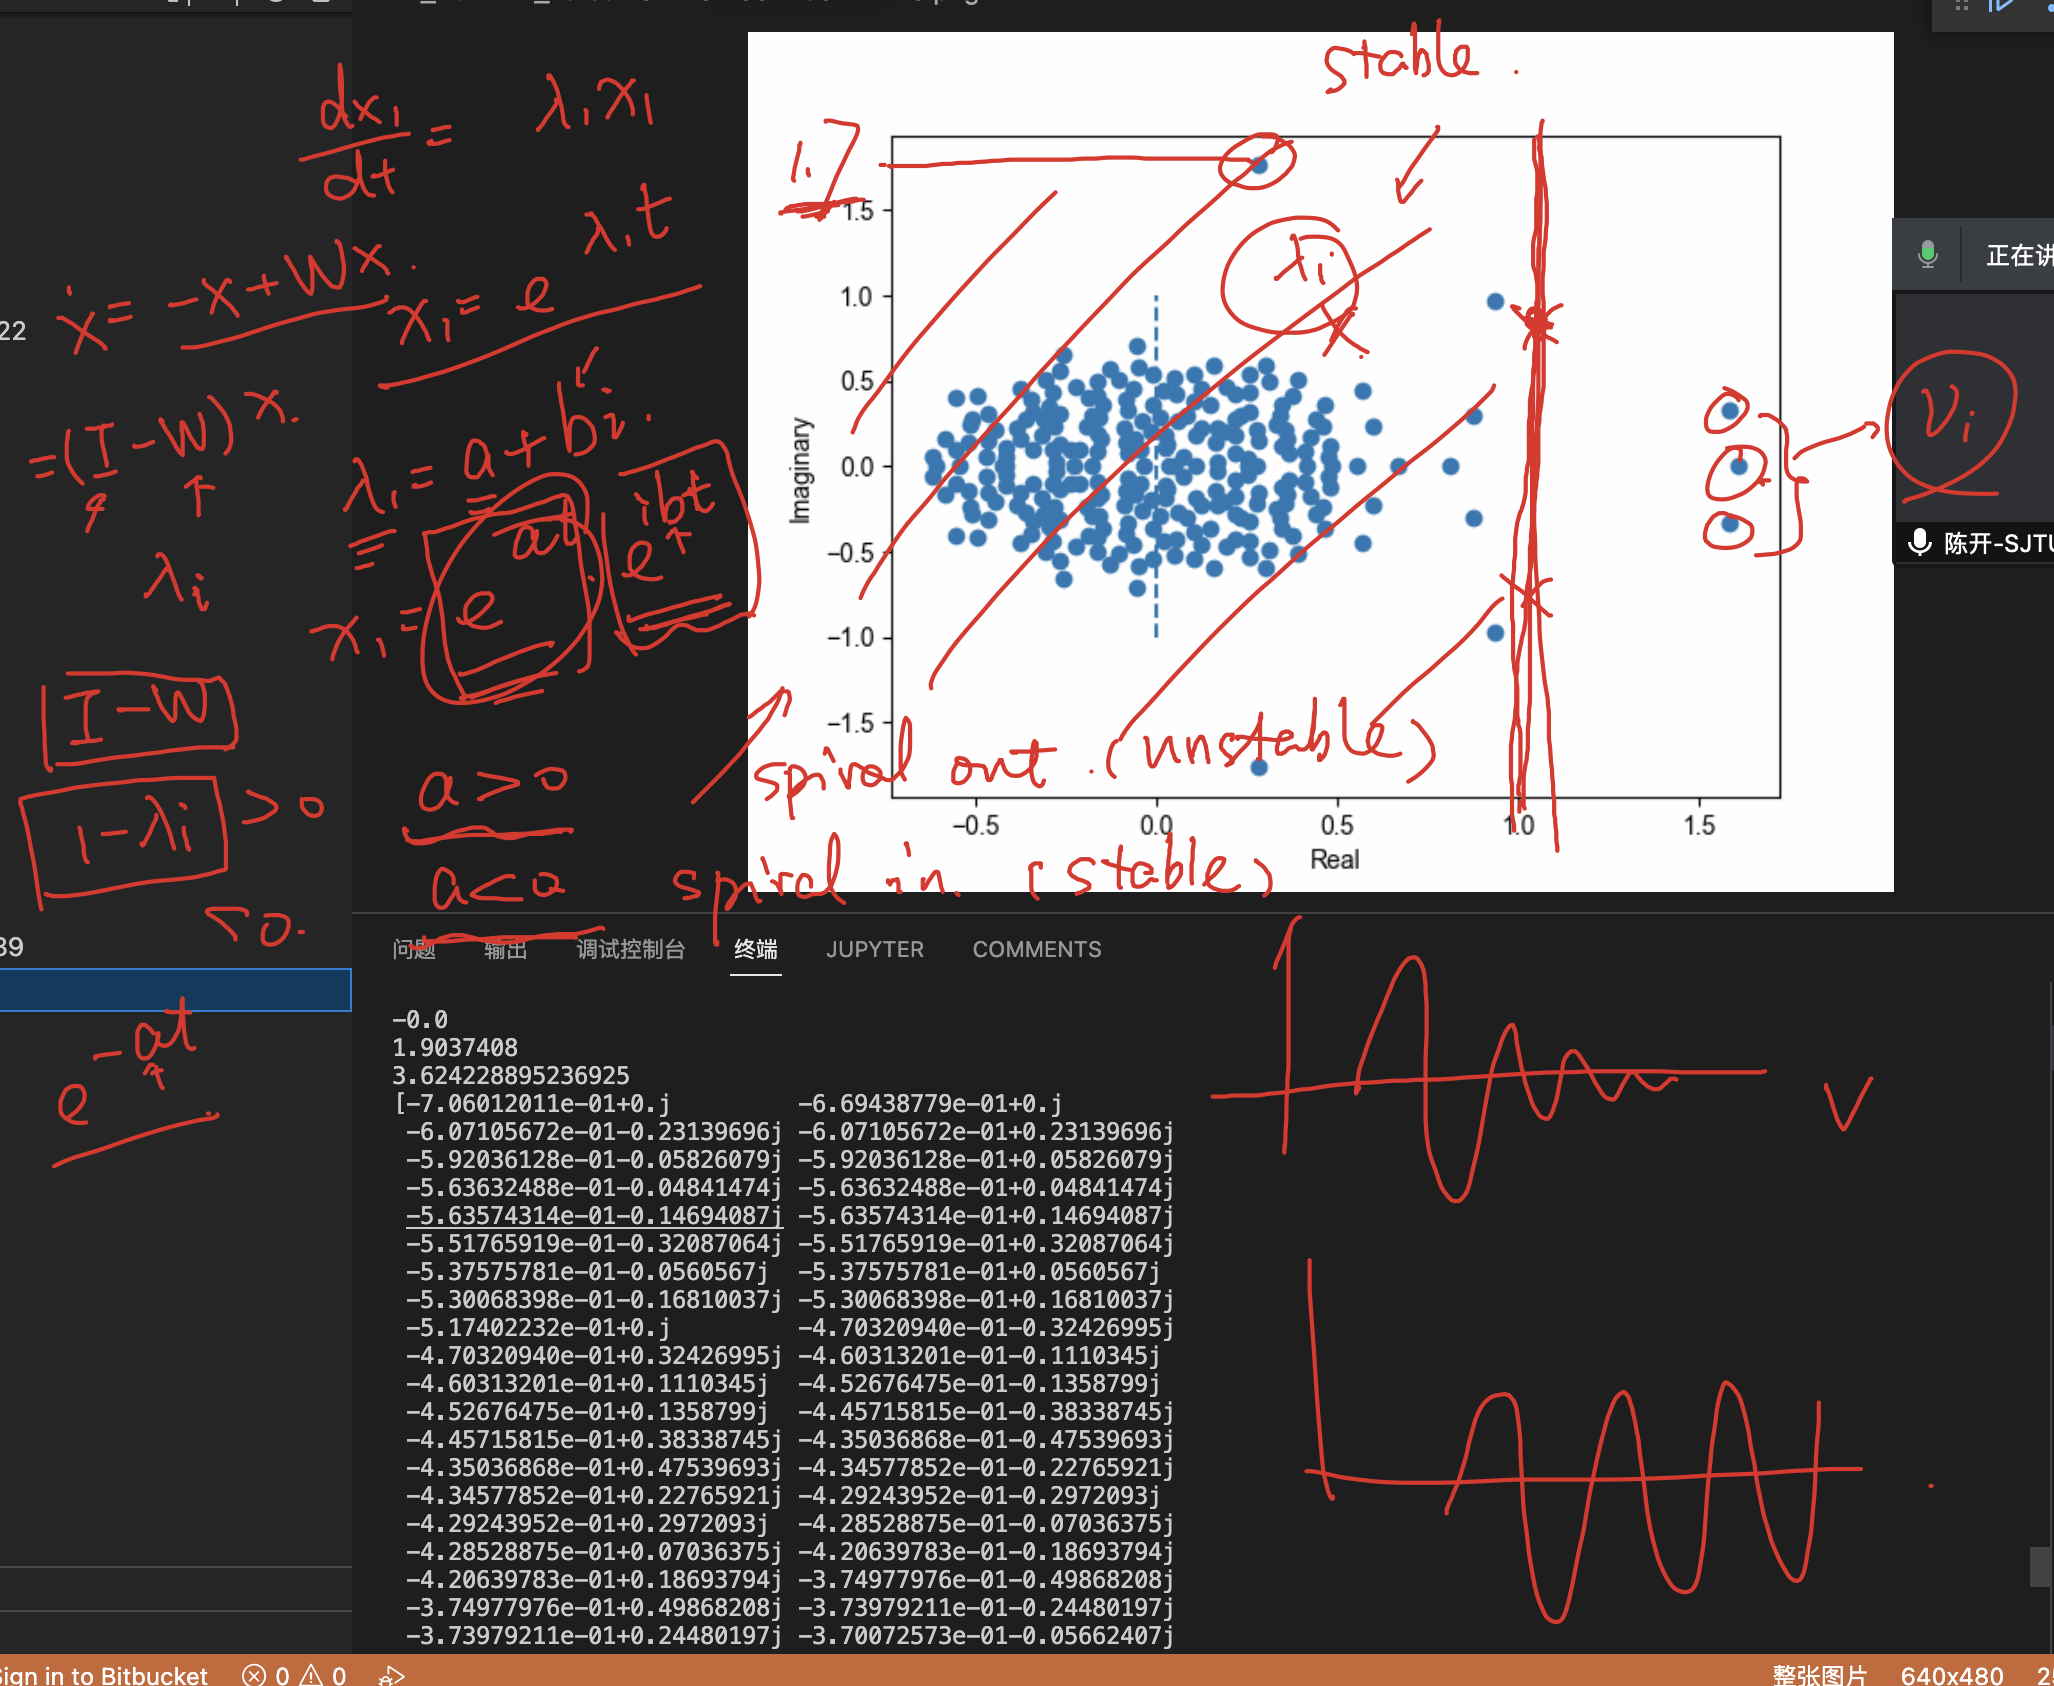 22
39
dx₁/dt = λ₁x₁
ẋ = -x + Wx.
x₁ = e^{λ₁t}
= (I - W) x.
λᵢ
λ₁ = a + bi.
x₁ = e^{at} e^{ibt}
I - W
1 - λi > 0
< 0.
a > 0 spiral out. (unstable)
a < 0 spiral in. (stable)
e^{-at}
stable.
1.7
λi
Vi
Imaginary
1.5
1.0
0.5
0.0
−0.5
−1.0
−1.5
−0.5 0.0 0.5 1.0 1.5
Real
正在讲
陈开-SJTU
问题 输出 调试控制台 终端 JUPYTER COMMENTS
-0.0
1.9037408
3.624228895236925
[-7.06012011e-01+0.j -6.69438779e-01+0.j
-6.07105672e-01-0.23139696j -6.07105672e-01+0.23139696j
-5.92036128e-01-0.05826079j -5.92036128e-01+0.05826079j
-5.63632488e-01-0.04841474j -5.63632488e-01+0.04841474j
-5.63574314e-01-0.14694087j -5.63574314e-01+0.14694087j
-5.51765919e-01-0.32087064j -5.51765919e-01+0.32087064j
-5.37575781e-01-0.0560567j -5.37575781e-01+0.0560567j
-5.30068398e-01-0.16810037j -5.30068398e-01+0.16810037j
-5.17402232e-01+0.j -4.70320940e-01-0.32426995j
-4.70320940e-01+0.32426995j -4.60313201e-01-0.1110345j
-4.60313201e-01+0.1110345j -4.52676475e-01-0.1358799j
-4.52676475e-01+0.1358799j -4.45715815e-01-0.38338745j
-4.45715815e-01+0.38338745j -4.35036868e-01-0.47539693j
-4.35036868e-01+0.47539693j -4.34577852e-01-0.22765921j
-4.34577852e-01+0.22765921j -4.29243952e-01-0.2972093j
-4.29243952e-01+0.2972093j -4.28528875e-01-0.07036375j
-4.28528875e-01+0.07036375j -4.20639783e-01-0.18693794j
-4.20639783e-01+0.18693794j -3.74977976e-01-0.49868208j
-3.74977976e-01+0.49868208j -3.73979211e-01-0.24480197j
-3.73979211e-01+0.24480197j -3.70072573e-01-0.05662407j
Sign in to Bitbucket 0 0 整张图片 640x480